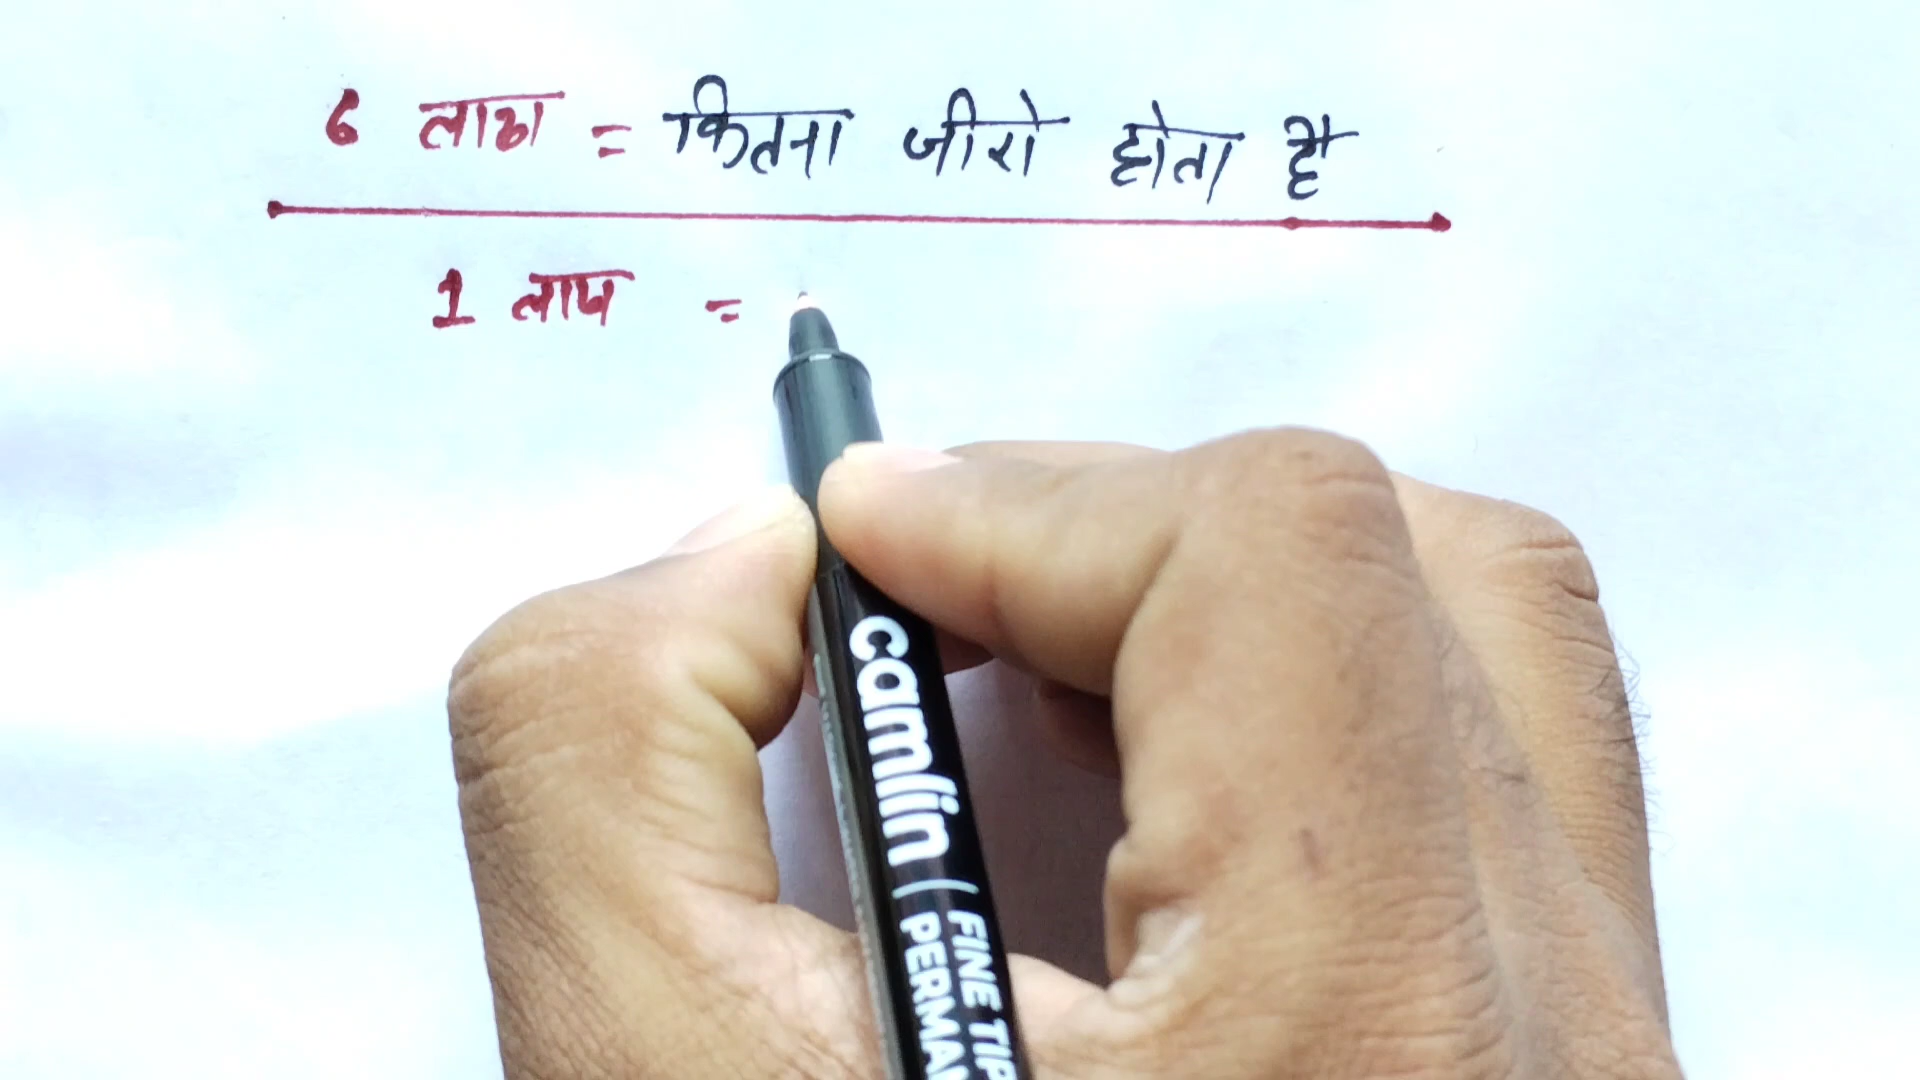 6 लाख = कितना जीरो होता है
1 लाख =
camlin
FINE TIP
PERMAN